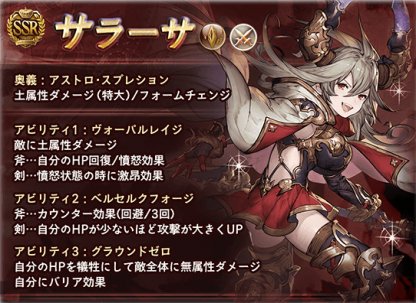 SSR サラーサ
奥義：アストロ・スプレション
土属性ダメージ(特大)/フォームチェンジ
アビリティ1：ヴォーパルレイジ
敵に土属性ダメージ
斧…自分のHP回復/憤怒効果
剣…憤怒状態の時に激昂効果
アビリティ2：ベルセルクフォージ
斧…カウンター効果(回避/3回)
剣…自分のHPが少ないほど攻撃が大きくUP
アビリティ3：グラウンドゼロ
自分のHPを犠牲にして敵全体に無属性ダメージ
自分にバリア効果